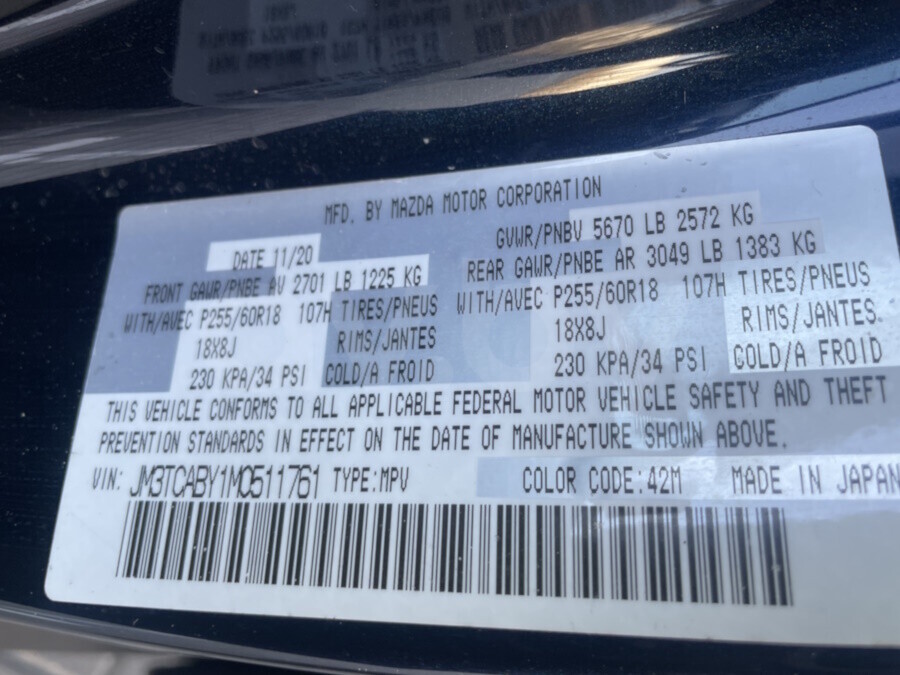 MFD. BY MAZDA MOTOR CORPORATION
DATE 11/20
GVWR/PNBV 5670 LB 2572 KG
FRONT GAWR/PNBE AV 2701 LB 1225 KG
REAR GAWR/PNBE AR 3049 LB 1383 KG
WITH/AVEC P255/60R18 107H TIRES/PNEUS
WITH/AVEC P255/60R18 107H TIRES/PNEUS
18X8J RIMS/JANTES
18X8J RIMS/JANTES
230 KPA/34 PSI COLD/A FROID
230 KPA/34 PSI COLD/A FROID
THIS VEHICLE CONFORMS TO ALL APPLICABLE FEDERAL MOTOR VEHICLE SAFETY AND THEFT
PREVENTION STANDARDS IN EFFECT ON THE DATE OF MANUFACTURE SHOWN ABOVE.
VIN: JM3TCABY1M0511761 TYPE:MPV COLOR CODE:42M MADE IN JAPAN